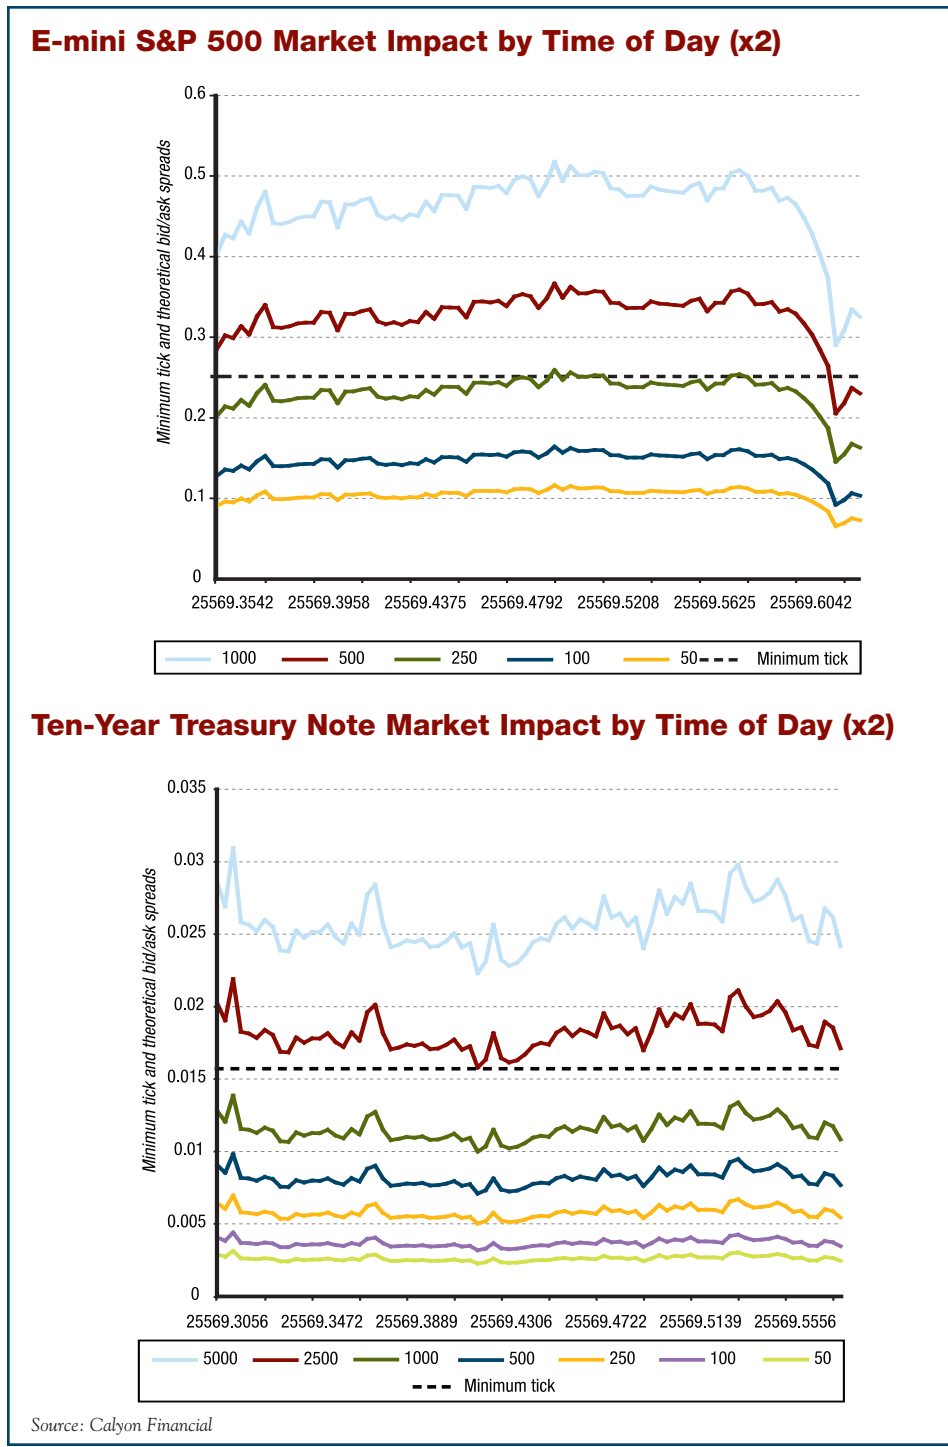 E-mini S&P 500 Market Impact by Time of Day (x2)
Minimum tick and theoretical bid/ask spreads
0.6
0.5
0.4
0.3
0.2
0.1
0
25569.3542 25569.3958 25569.4375 25569.4792 25569.5208 25569.5625 25569.6042
1000 500 250 100 50 Minimum tick
Ten-Year Treasury Note Market Impact by Time of Day (x2)
Minimum tick and theoretical bid/ask spreads
0.035
0.03
0.025
0.02
0.015
0.01
0.005
0
25569.3056 25569.3472 25569.3889 25569.4306 25569.4722 25569.5139 25569.5556
5000 2500 1000 500 250 100 50
Minimum tick
Source: Calyon Financial